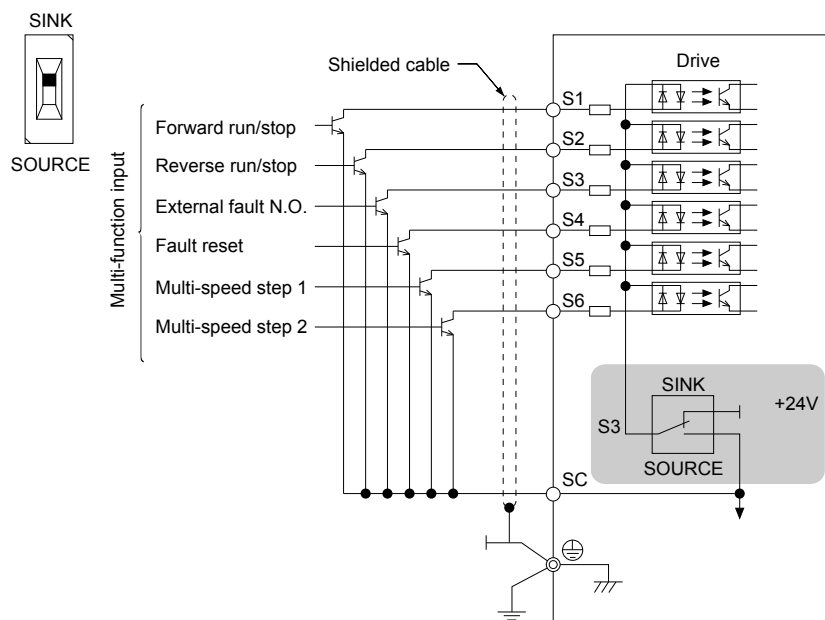 SINK
SOURCE
Shielded cable
Drive
Multi-function input
Forward run/stop
Reverse run/stop
External fault N.O.
Fault reset
Multi-speed step 1
Multi-speed step 2
S1
S2
S3
S4
S5
S6
SINK
+24V
S3
SOURCE
SC